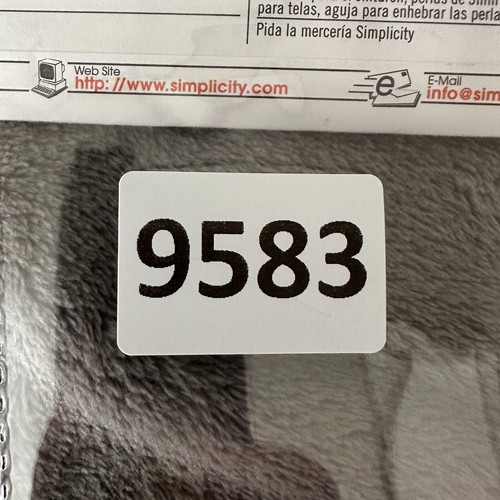 para telas, aguja para enhebrar las perla
Pida la mercería Simplicity
Web Site
http://www.simplicity.com
e
E-Mail
info@sim
9583